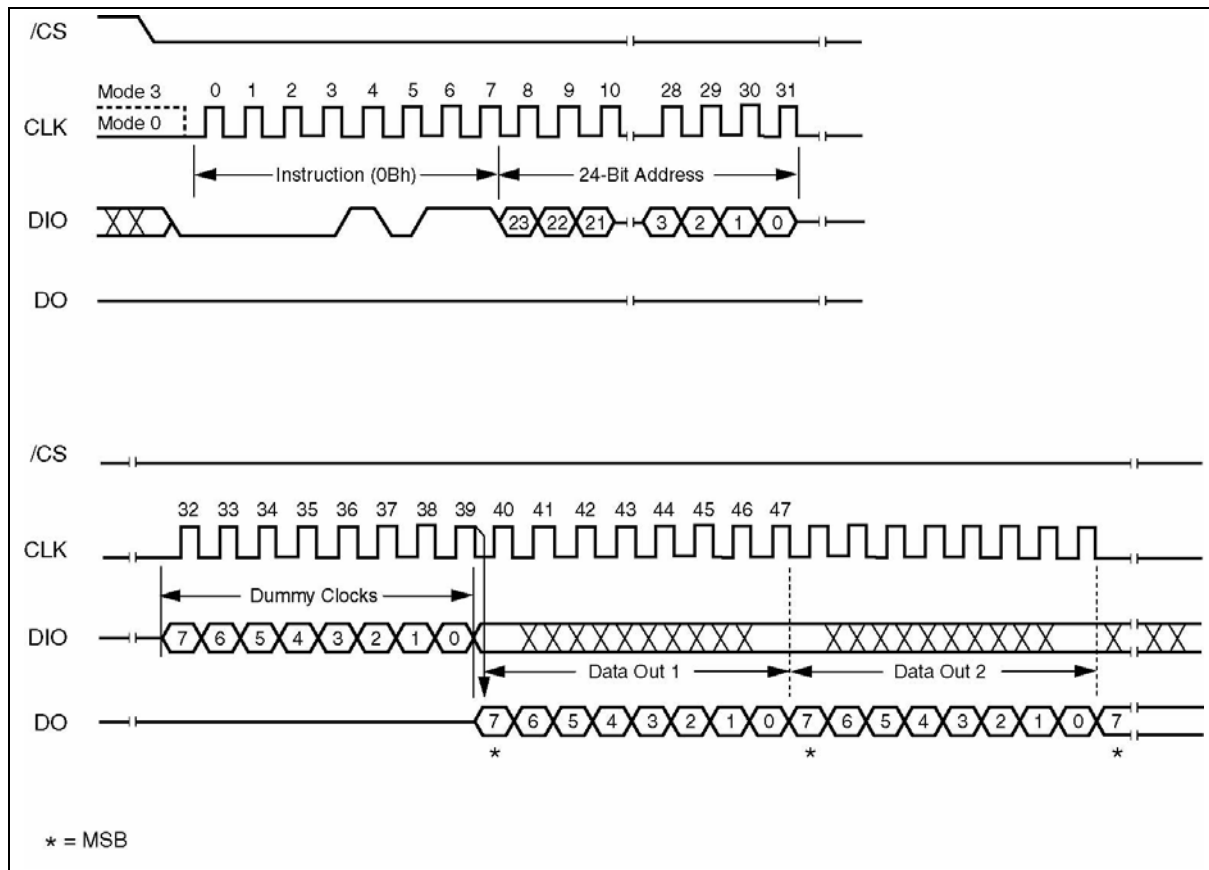 /CS
Mode 3 0 1 2 3 4 5 6 7 8 9 10 28 29 30 31
CLK Mode 0
Instruction (0Bh) 24-Bit Address
DIO 23 22 21 3 2 1 0
DO
/CS
32 33 34 35 36 37 38 39 40 41 42 43 44 45 46 47
CLK
Dummy Clocks
DIO 7 6 5 4 3 2 1 0
Data Out 1 Data Out 2
DO 7 6 5 4 3 2 1 0 7 6 5 4 3 2 1 0 7
* * *
* = MSB